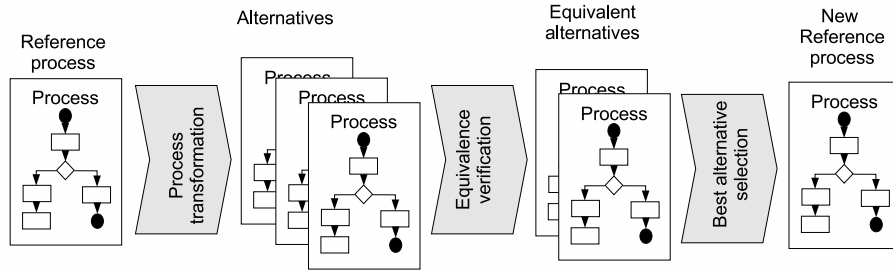 Reference
process
Process
Process
transformation
Alternatives
Process
Process
Process
Equivalence
verification
Equivalent
alternatives
Process
Process
Best alternative
selection
New
Reference
process
Process